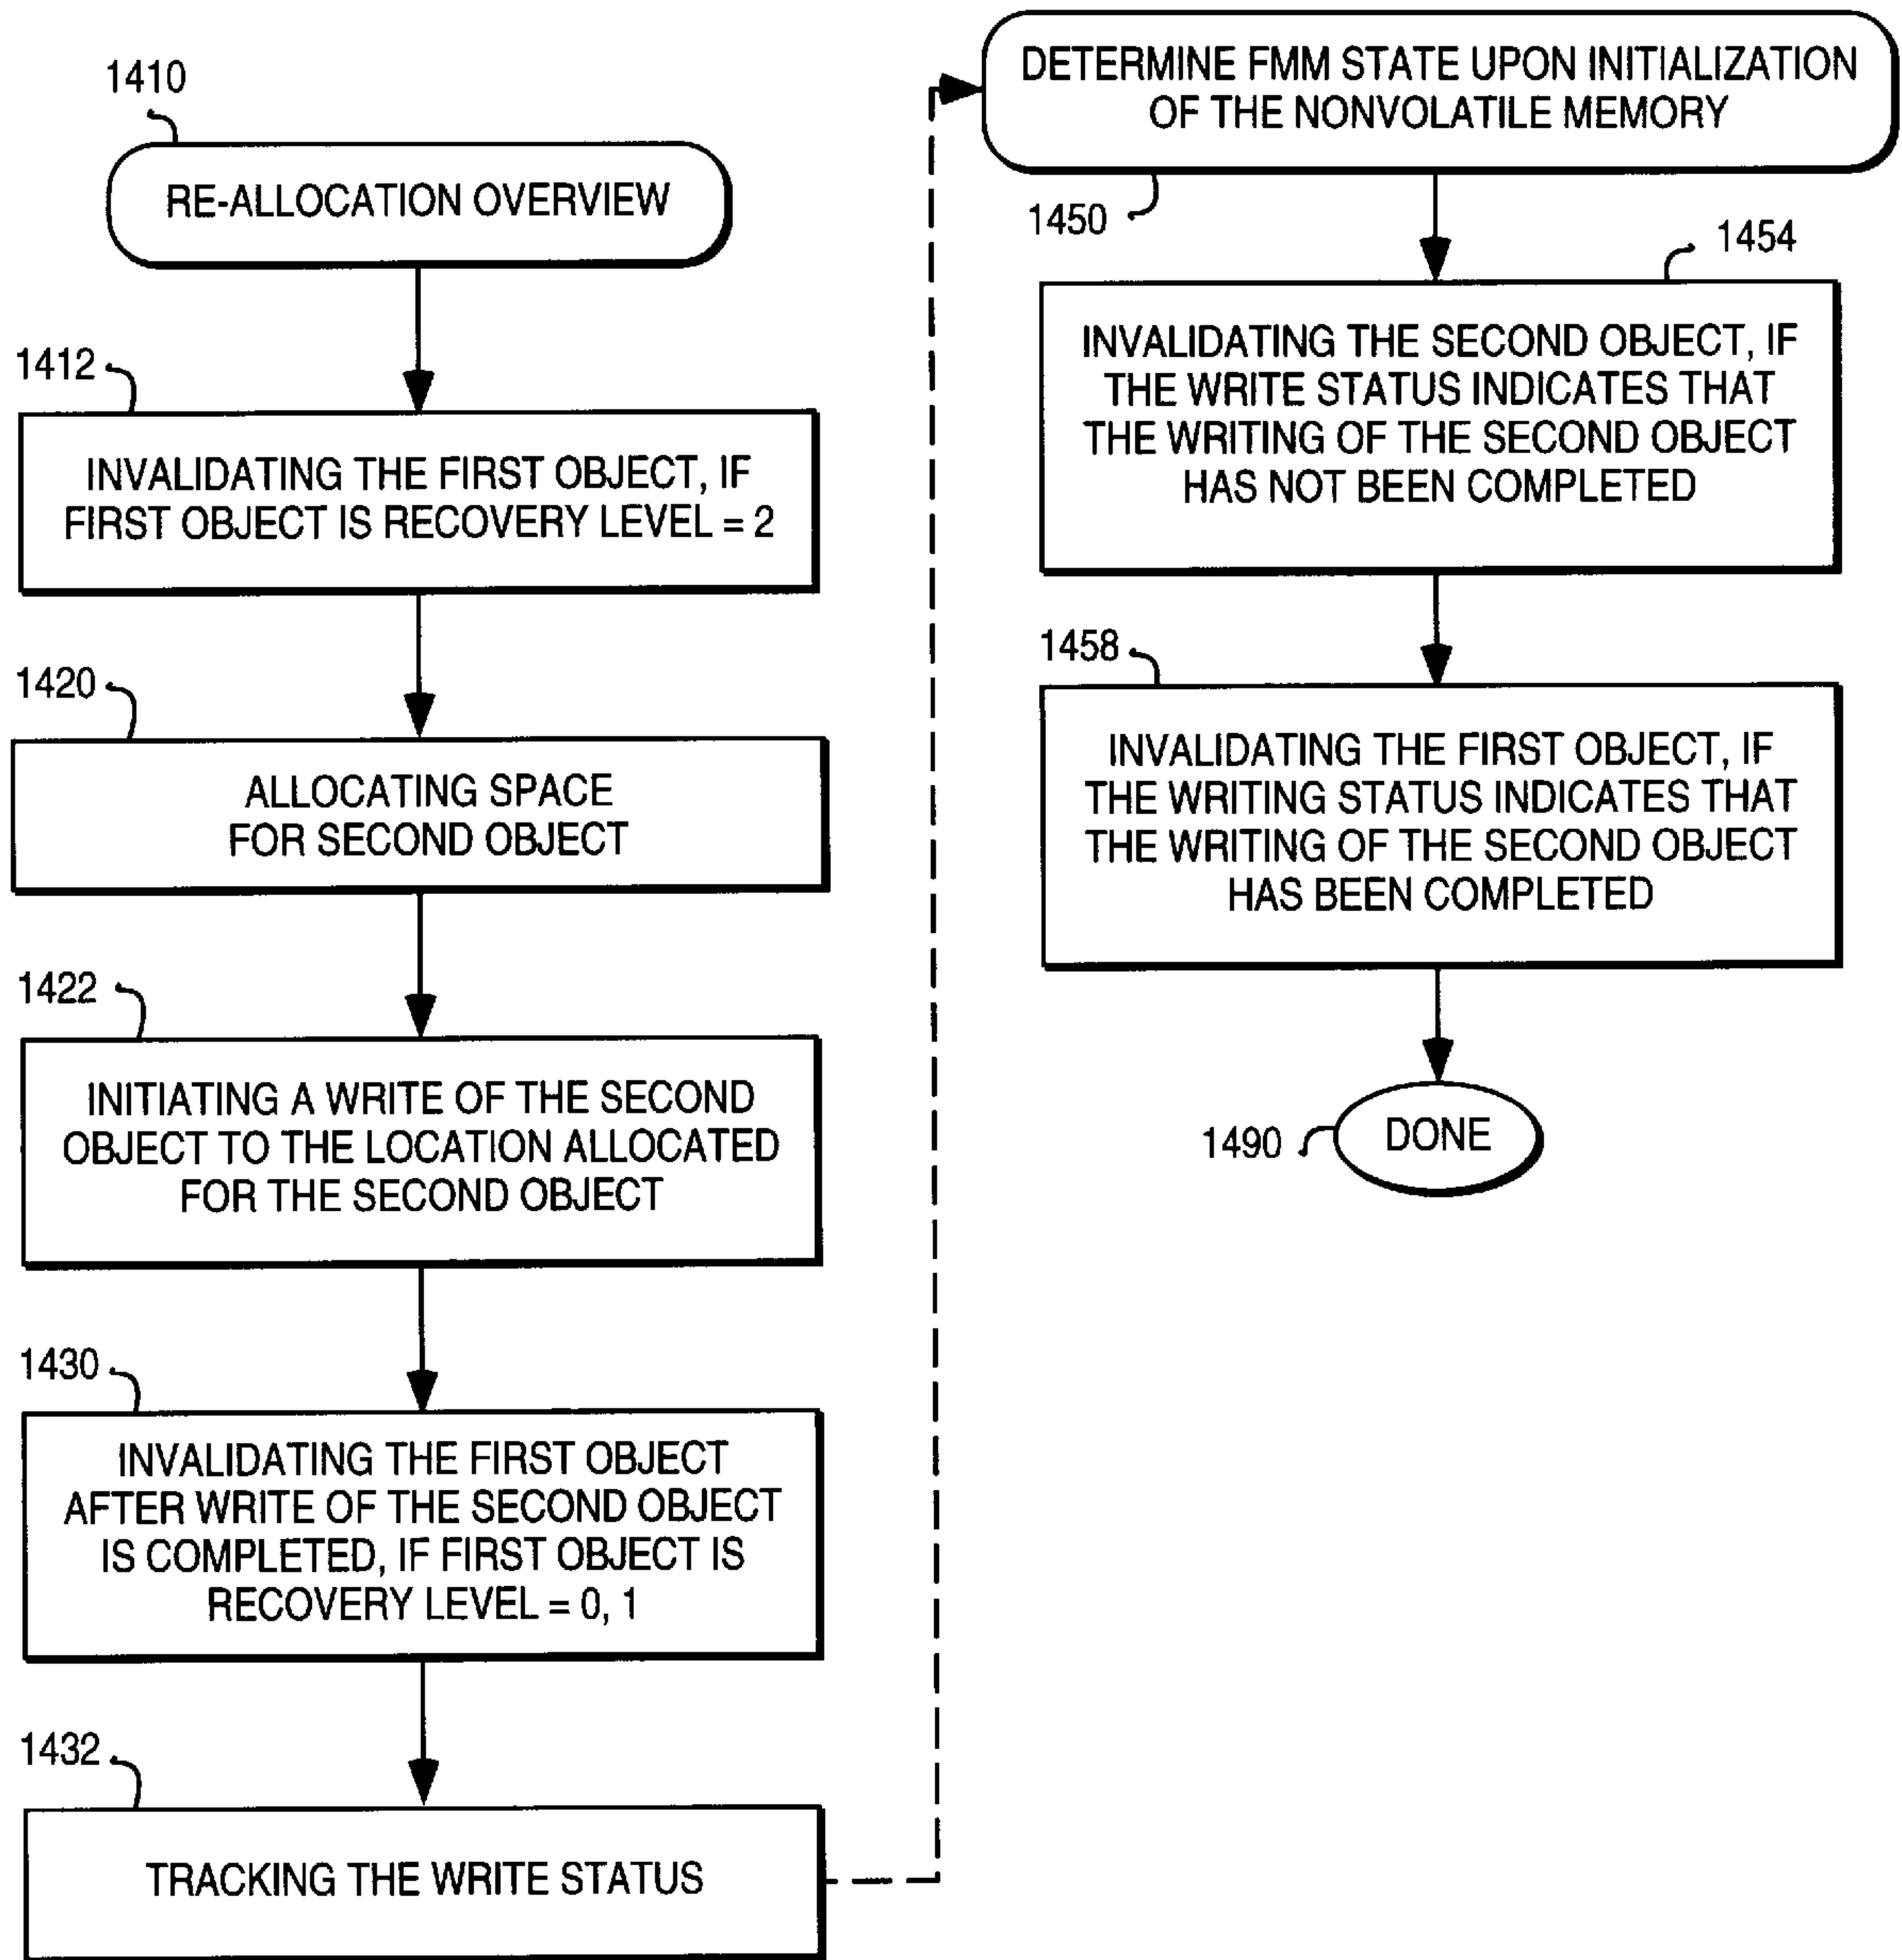 1410
RE-ALLOCATION OVERVIEW
1412
INVALIDATING THE FIRST OBJECT, IF
FIRST OBJECT IS RECOVERY LEVEL = 2
1420
ALLOCATING SPACE
FOR SECOND OBJECT
1422
INITIATING A WRITE OF THE SECOND
OBJECT TO THE LOCATION ALLOCATED
FOR THE SECOND OBJECT
1430
INVALIDATING THE FIRST OBJECT
AFTER WRITE OF THE SECOND OBJECT
IS COMPLETED, IF FIRST OBJECT IS
RECOVERY LEVEL = 0, 1
1432
TRACKING THE WRITE STATUS
DETERMINE FMM STATE UPON INITIALIZATION
OF THE NONVOLATILE MEMORY
1450
1454
INVALIDATING THE SECOND OBJECT, IF
THE WRITE STATUS INDICATES THAT
THE WRITING OF THE SECOND OBJECT
HAS NOT BEEN COMPLETED
1458
INVALIDATING THE FIRST OBJECT, IF
THE WRITING STATUS INDICATES THAT
THE WRITING OF THE SECOND OBJECT
HAS BEEN COMPLETED
1490
DONE